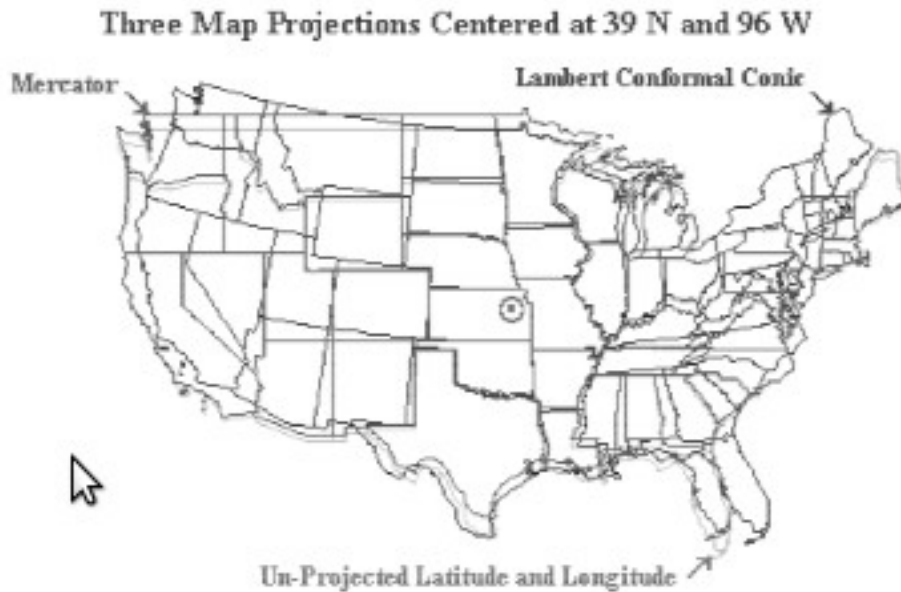 Three Map Projections Centered at 39 N and 96 W
Mercator
Lambert Conformal Conic
Un-Projected Latitude and Longitude